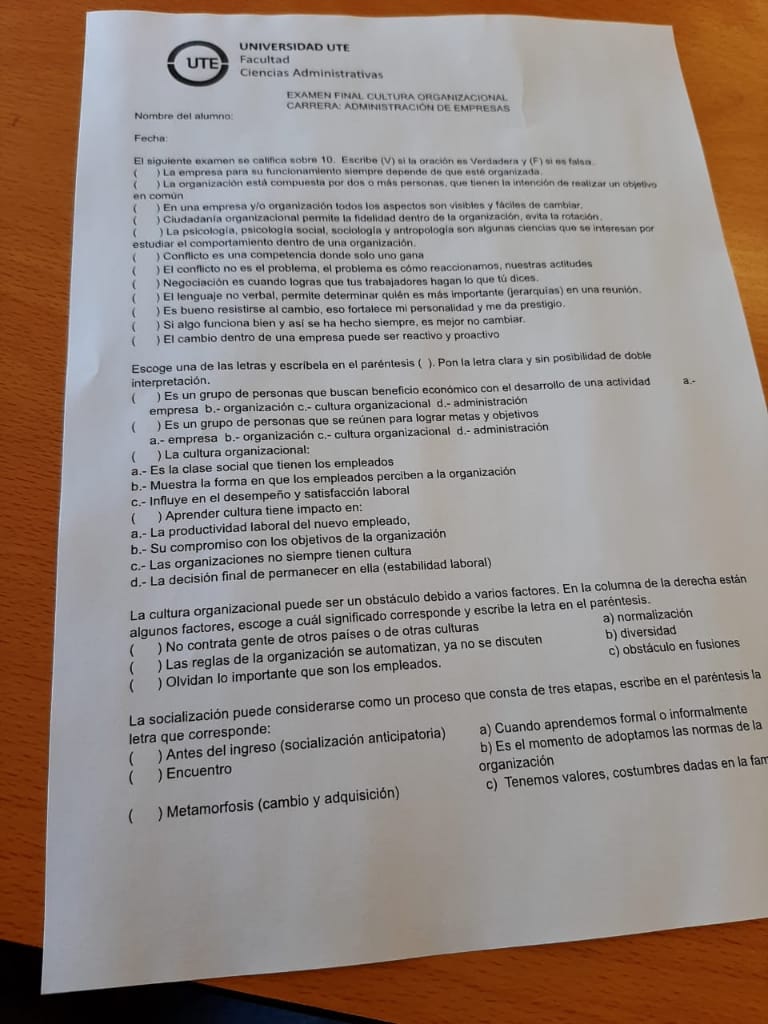 UTE
UNIVERSIDAD UTE
Facultad
Ciencias Administrativas
EXAMEN FINAL CULTURA ORGANIZACIONAL
CARRERA: ADMINISTRACIÓN DE EMPRESAS
Nombre del alumno:
Fecha:
El siguiente examen se califica sobre 10. Escribe (V) si la oración es Verdadera y (F) si es falsa.
( ) La empresa para su funcionamiento siempre depende de que esté organizada.
( ) La organización está compuesta por dos o más personas, que tienen la intención de realizar un objetivo
en común
( ) En una empresa y/o organización todos los aspectos son visibles y fáciles de cambiar.
( ) Ciudadanía organizacional permite la fidelidad dentro de la organización, evita la rotación.
( ) La psicología, psicología social, sociología y antropología son algunas ciencias que se interesan por
estudiar el comportamiento dentro de una organización.
( ) Conflicto es una competencia donde solo uno gana
( ) El conflicto no es el problema, el problema es cómo reaccionamos, nuestras actitudes
( ) Negociación es cuando logras que tus trabajadores hagan lo que tú dices.
( ) El lenguaje no verbal, permite determinar quién es más importante (jerarquías) en una reunión.
( ) Es bueno resistirse al cambio, eso fortalece mi personalidad y me da prestigio.
( ) Si algo funciona bien y así se ha hecho siempre, es mejor no cambiar.
( ) El cambio dentro de una empresa puede ser reactivo y proactivo
Escoge una de las letras y escríbela en el paréntesis ( ). Pon la letra clara y sin posibilidad de doble
interpretación.
( ) Es un grupo de personas que buscan beneficio económico con el desarrollo de una actividad a.-
empresa b.- organización c.- cultura organizacional d.- administración
( ) Es un grupo de personas que se reúnen para lograr metas y objetivos
a.- empresa b.- organización c.- cultura organizacional d.- administración
( ) La cultura organizacional:
a.- Es la clase social que tienen los empleados
b.- Muestra la forma en que los empleados perciben a la organización
c.- Influye en el desempeño y satisfacción laboral
( ) Aprender cultura tiene impacto en:
a.- La productividad laboral del nuevo empleado,
b.- Su compromiso con los objetivos de la organización
c.- Las organizaciones no siempre tienen cultura
d.- La decisión final de permanecer en ella (estabilidad laboral)
La cultura organizacional puede ser un obstáculo debido a varios factores. En la columna de la derecha están
algunos factores, escoge a cuál significado corresponde y escribe la letra en el paréntesis.
( ) No contrata gente de otros países o de otras culturas a) normalización
( ) Las reglas de la organización se automatizan, ya no se discuten b) diversidad
( ) Olvidan lo importante que son los empleados. c) obstáculo en fusiones
La socialización puede considerarse como un proceso que consta de tres etapas, escribe en el paréntesis la
letra que corresponde:
( ) Antes del ingreso (socialización anticipatoria) a) Cuando aprendemos formal o informalmente
( ) Encuentro b) Es el momento de adoptamos las normas de la
organización
( ) Metamorfosis (cambio y adquisición) c) Tenemos valores, costumbres dadas en la fam